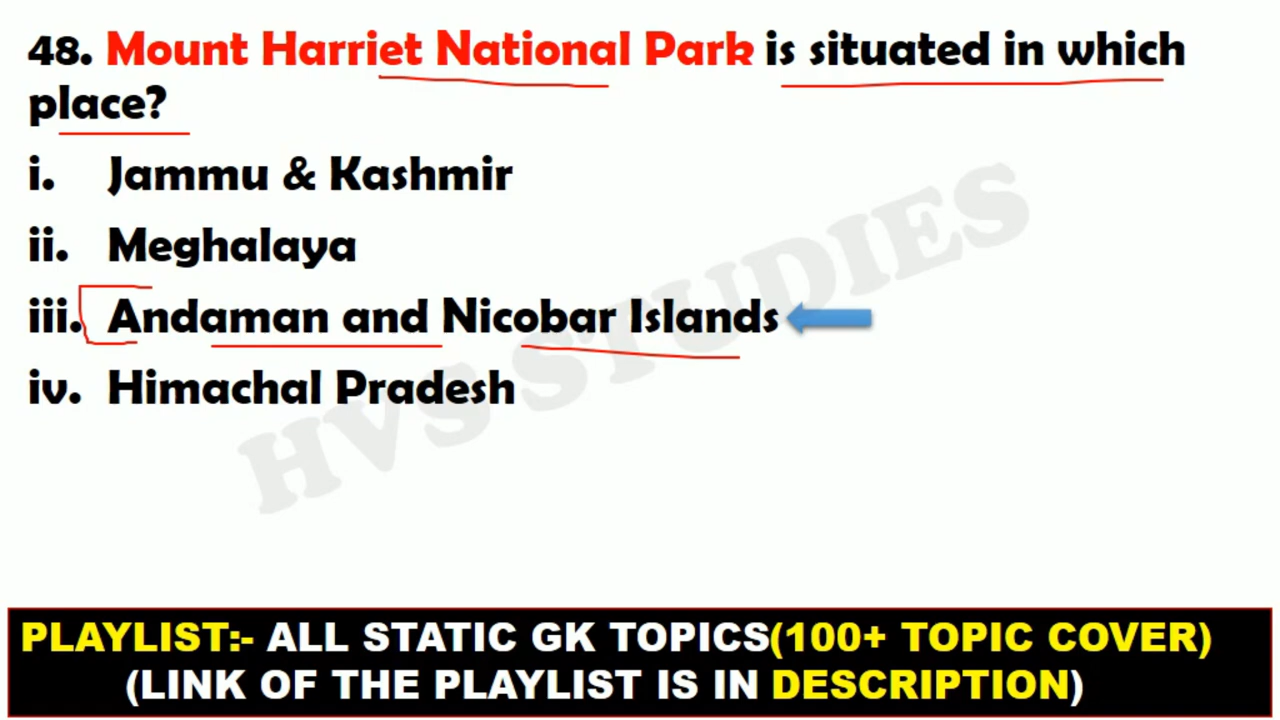 48. Mount Harriet National Park is situated in which
place?
i. Jammu & Kashmir
ii. Meghalaya
iii. Andaman and Nicobar Islands
iv. Himachal Pradesh
HVS STUDIES
PLAYLIST:- ALL STATIC GK TOPICS(100+ TOPIC COVER)
(LINK OF THE PLAYLIST IS IN DESCRIPTION)